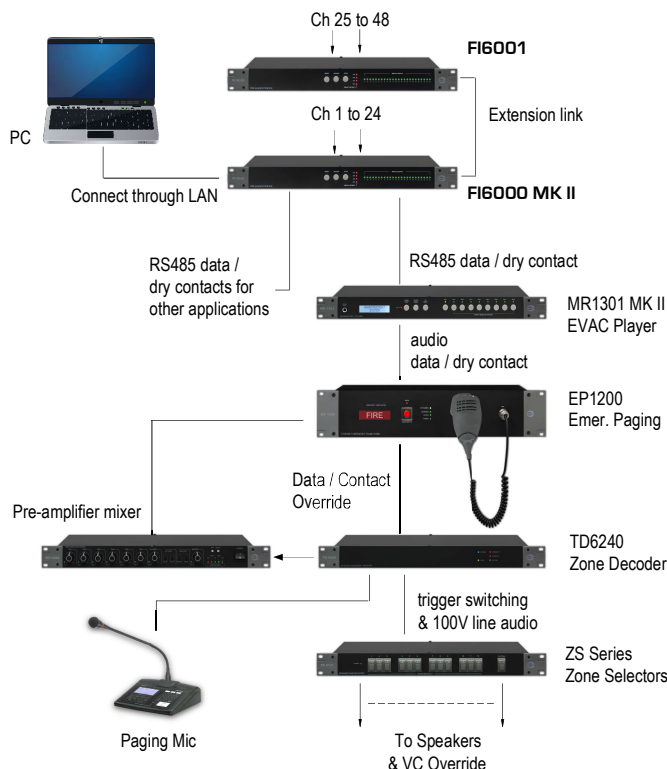 Ch 25 to 48
FI6001
Ch 1 to 24
Extension link
PC
Connect through LAN
FI6000 MK II
RS485 data /
dry contacts for
other applications
RS485 data / dry contact
MR1301 MK II
EVAC Player
audio
data / dry contact
EP1200
Emer. Paging
FIRE
Data / Contact
Override
Pre-amplifier mixer
TD6240
Zone Decoder
trigger switching
& 100V line audio
ZS Series
Zone Selectors
Paging Mic
To Speakers
& VC Override